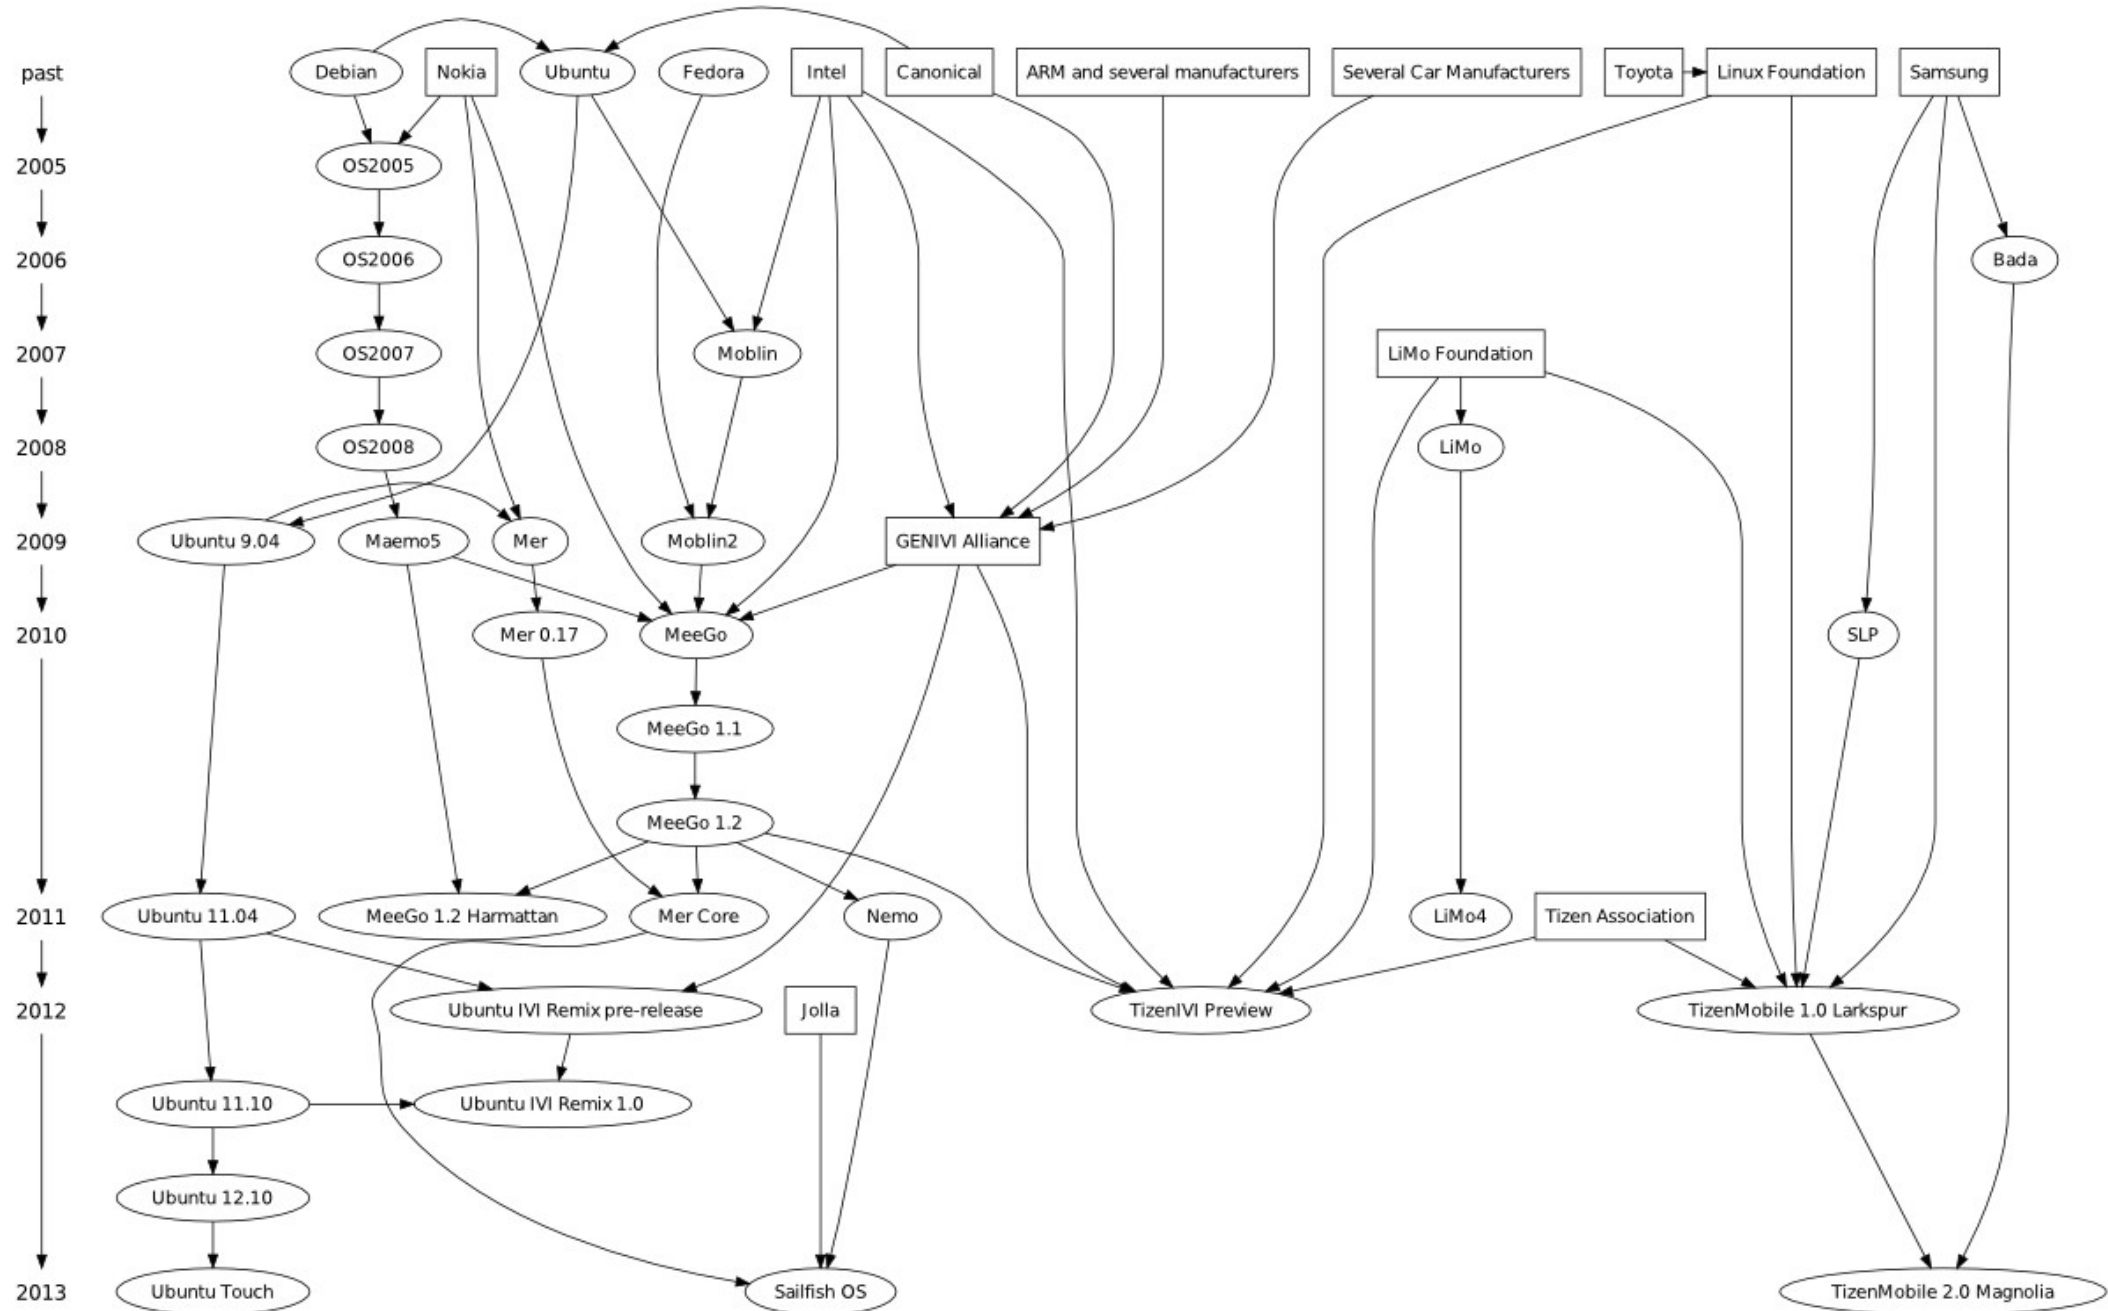 past
Debian
Nokia
Ubuntu
Fedora
Intel
Canonical
ARM and several manufacturers
Several Car Manufacturers
Toyota
Linux Foundation
Samsung
2005
OS2005
2006
OS2006
Bada
2007
OS2007
Moblin
LiMo Foundation
2008
OS2008
LiMo
2009
Ubuntu 9.04
Maemo5
Mer
Moblin2
GENIVI Alliance
2010
Mer 0.17
MeeGo
SLP
MeeGo 1.1
MeeGo 1.2
2011
Ubuntu 11.04
MeeGo 1.2 Harmattan
Mer Core
Nemo
LiMo4
Tizen Association
2012
Ubuntu IVI Remix pre-release
Jolla
TizenIVI Preview
TizenMobile 1.0 Larkspur
Ubuntu 11.10
Ubuntu IVI Remix 1.0
Ubuntu 12.10
2013
Ubuntu Touch
Sailfish OS
TizenMobile 2.0 Magnolia